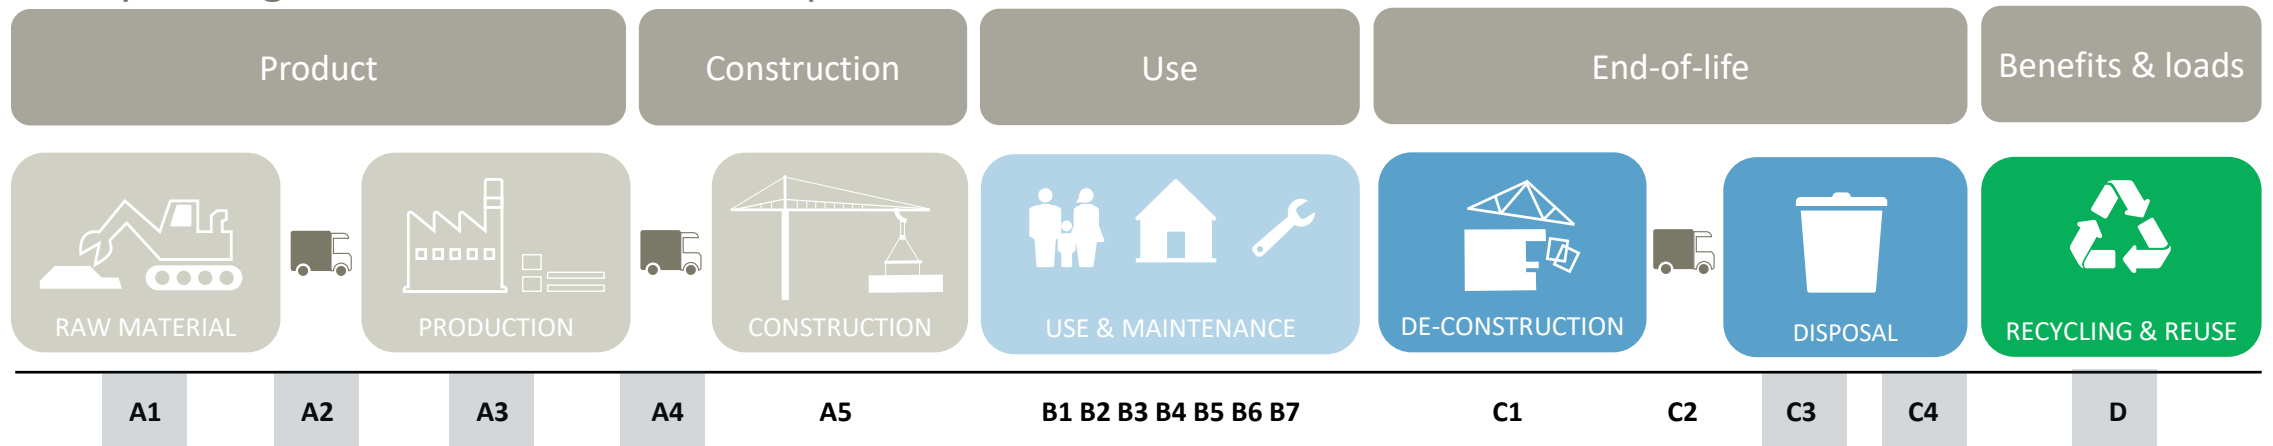 Product
Construction
Use
End-of-life
Benefits & loads
RAW MATERIAL
PRODUCTION
CONSTRUCTION
USE & MAINTENANCE
DE-CONSTRUCTION
DISPOSAL
RECYCLING & REUSE
A1 A2 A3 A4 A5 B1 B2 B3 B4 B5 B6 B7 C1 C2 C3 C4 D